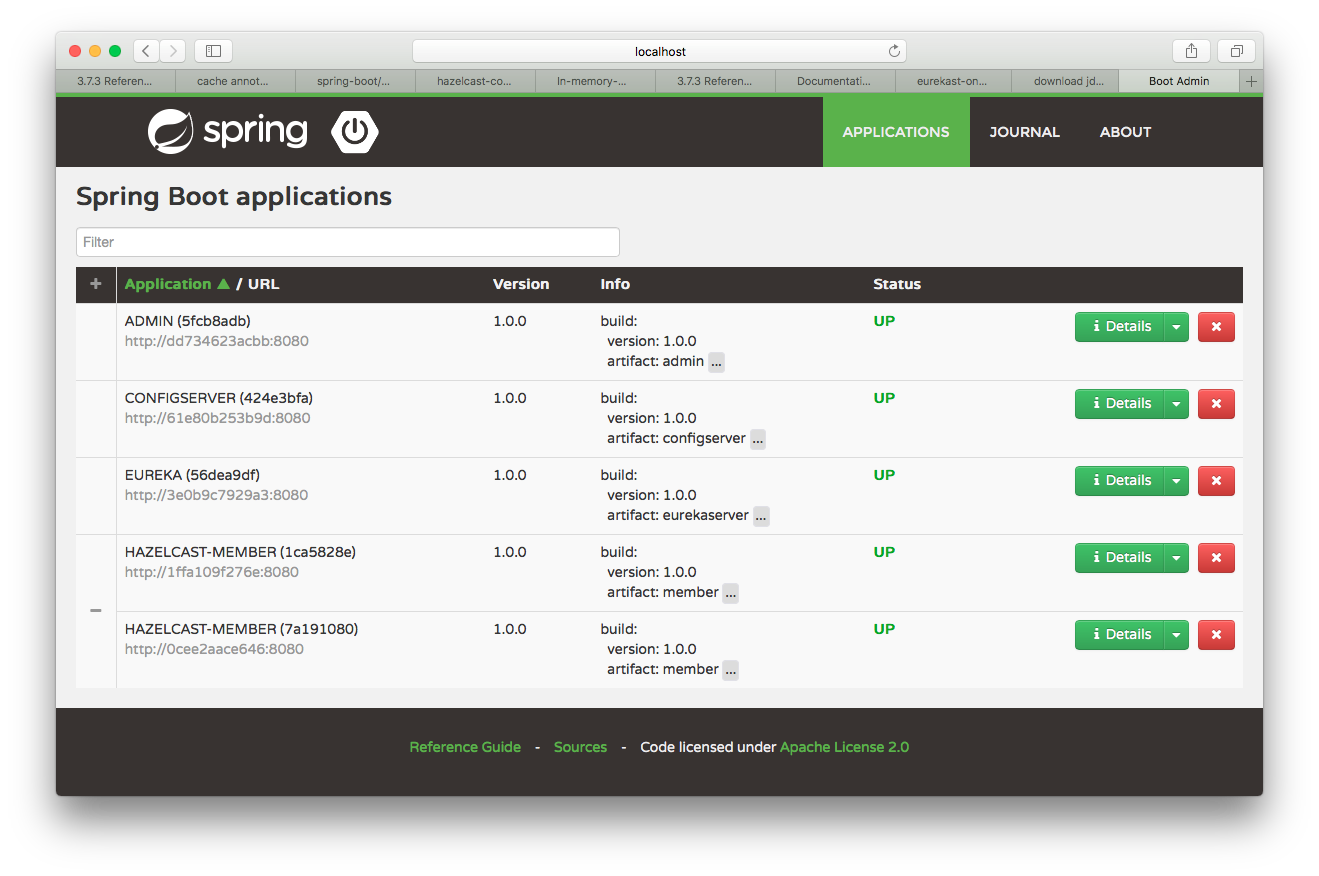 localhost
3.7.3 Referen... cache annot... spring-boot/... hazelcast-co... In-memory-... 3.7.3 Referen... Documentati... eurekast-on... download jd... Boot Admin
spring APPLICATIONS JOURNAL ABOUT
Spring Boot applications
Filter
+ Application ▲ / URL Version Info Status
ADMIN (5fcb8adb) 1.0.0 build: UP i Details
http://dd734623acbb:8080 version: 1.0.0
artifact: admin ...
CONFIGSERVER (424e3bfa) 1.0.0 build: UP i Details
http://61e80b253b9d:8080 version: 1.0.0
artifact: configserver ...
EUREKA (56dea9df) 1.0.0 build: UP i Details
http://3e0b9c7929a3:8080 version: 1.0.0
artifact: eurekaserver ...
HAZELCAST-MEMBER (1ca5828e) 1.0.0 build: UP i Details
http://1ffa109f276e:8080 version: 1.0.0
artifact: member ...
HAZELCAST-MEMBER (7a191080) 1.0.0 build: UP i Details
http://0cee2aace646:8080 version: 1.0.0
artifact: member ...
Reference Guide - Sources - Code licensed under Apache License 2.0